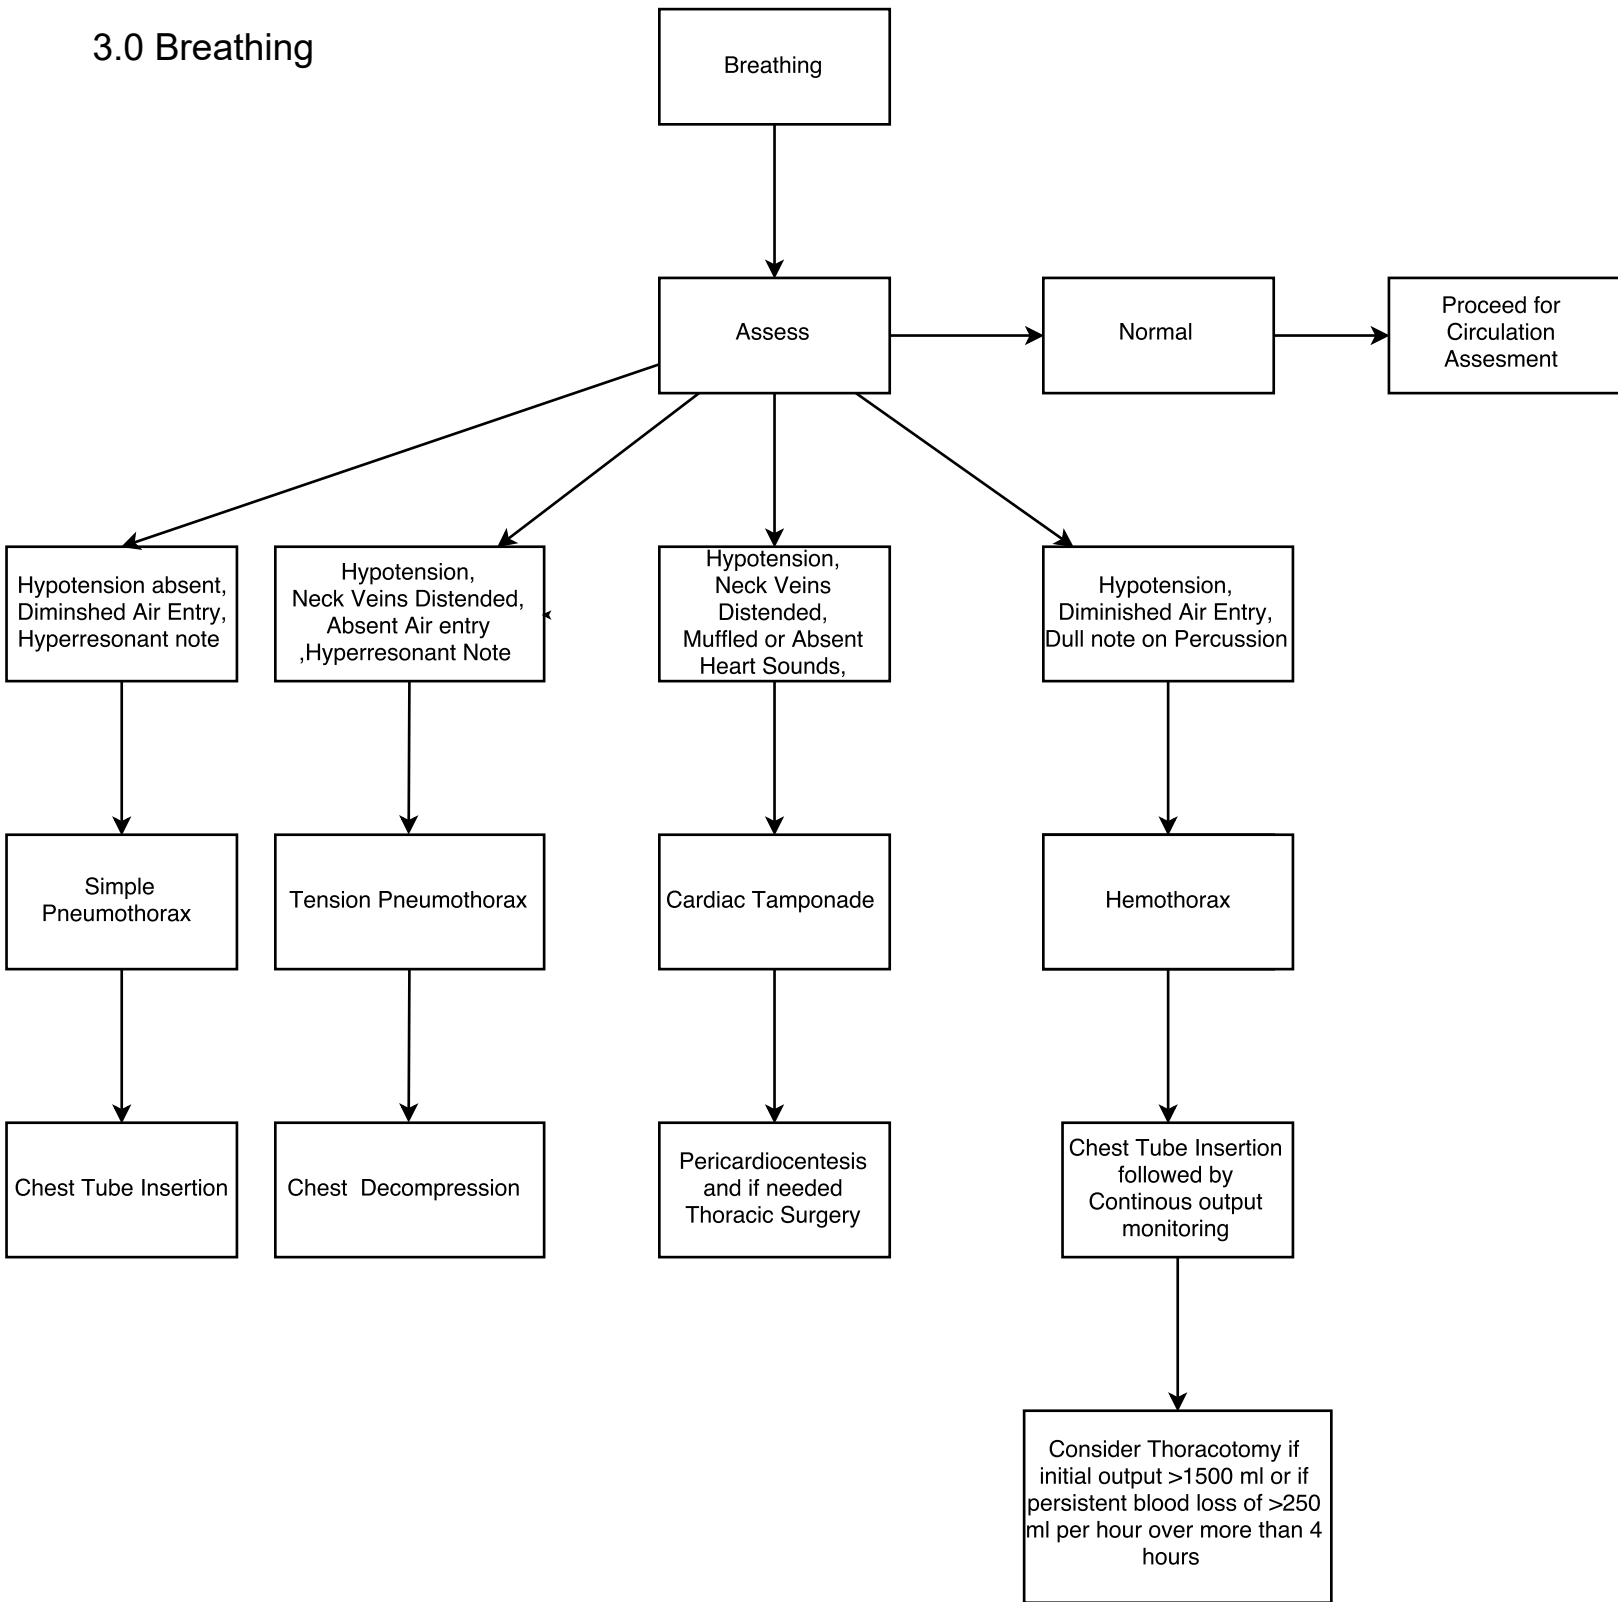 3.0 Breathing
Breathing
Assess
Normal
Proceed for
Circulation
Assesment
Hypotension absent,
Diminshed Air Entry,
Hyperresonant note
Hypotension,
Neck Veins Distended,
Absent Air entry
,Hyperresonant Note
Hypotension,
Neck Veins
Distended,
Muffled or Absent
Heart Sounds,
Hypotension,
Diminished Air Entry,
Dull note on Percussion
Simple
Pneumothorax
Tension Pneumothorax
Cardiac Tamponade
Hemothorax
Chest Tube Insertion
Chest  Decompression
Pericardiocentesis
and if needed
Thoracic Surgery
Chest Tube Insertion
followed by
Continous output
monitoring
Consider Thoracotomy if
initial output >1500 ml or if
persistent blood loss of >250
ml per hour over more than 4
hours